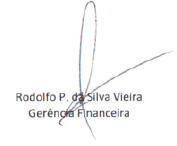 Rodolfo P. da Silva Vieira
Gerência Financeira